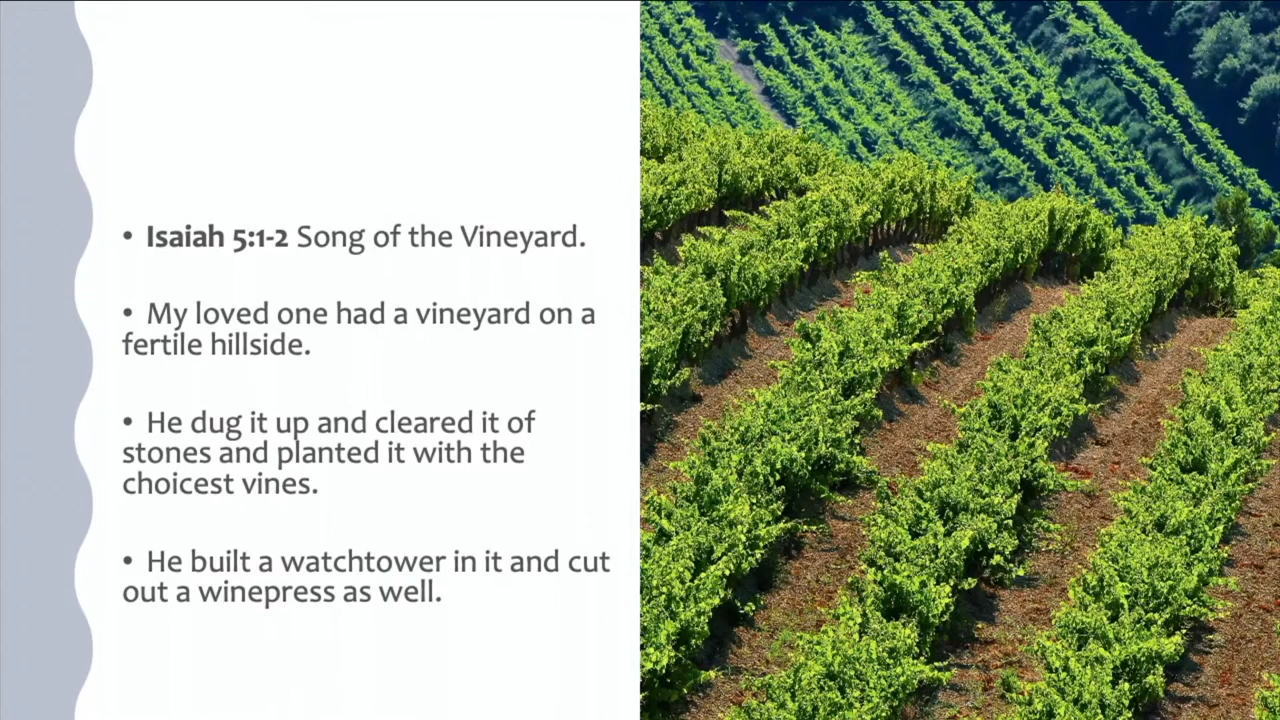 • Isaiah 5:1-2 Song of the Vineyard.
• My loved one had a vineyard on a
fertile hillside.
• He dug it up and cleared it of
stones and planted it with the
choicest vines.
• He built a watchtower in it and cut
out a winepress as well.